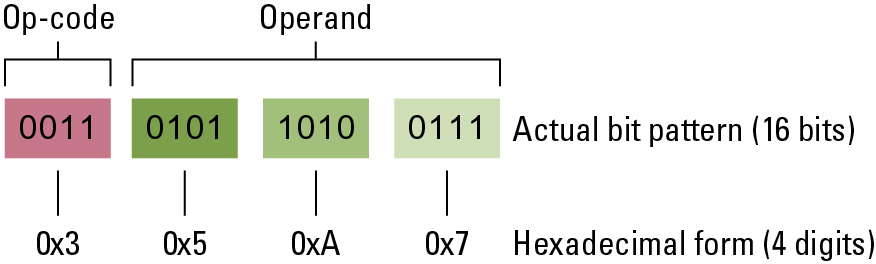 Op-code Operand
0011 0101 1010 0111 Actual bit pattern (16 bits)
0x3 0x5 0xA 0x7 Hexadecimal form (4 digits)